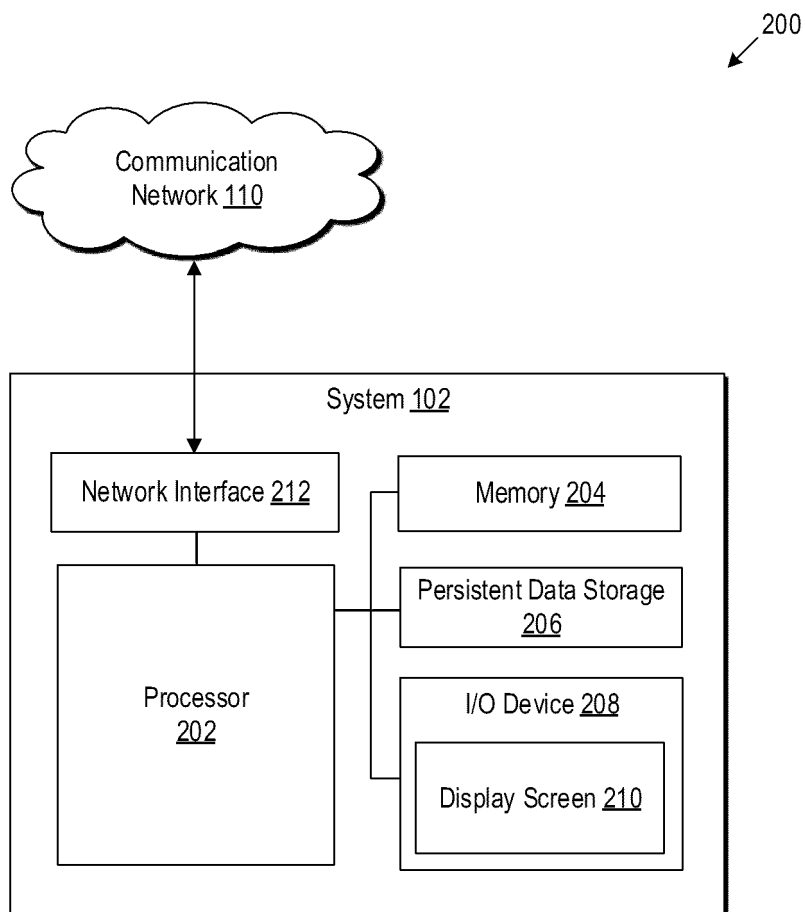 200
Communication
Network 110
System 102
Network Interface 212
Memory 204
Persistent Data Storage
206
Processor
202
I/O Device 208
Display Screen 210